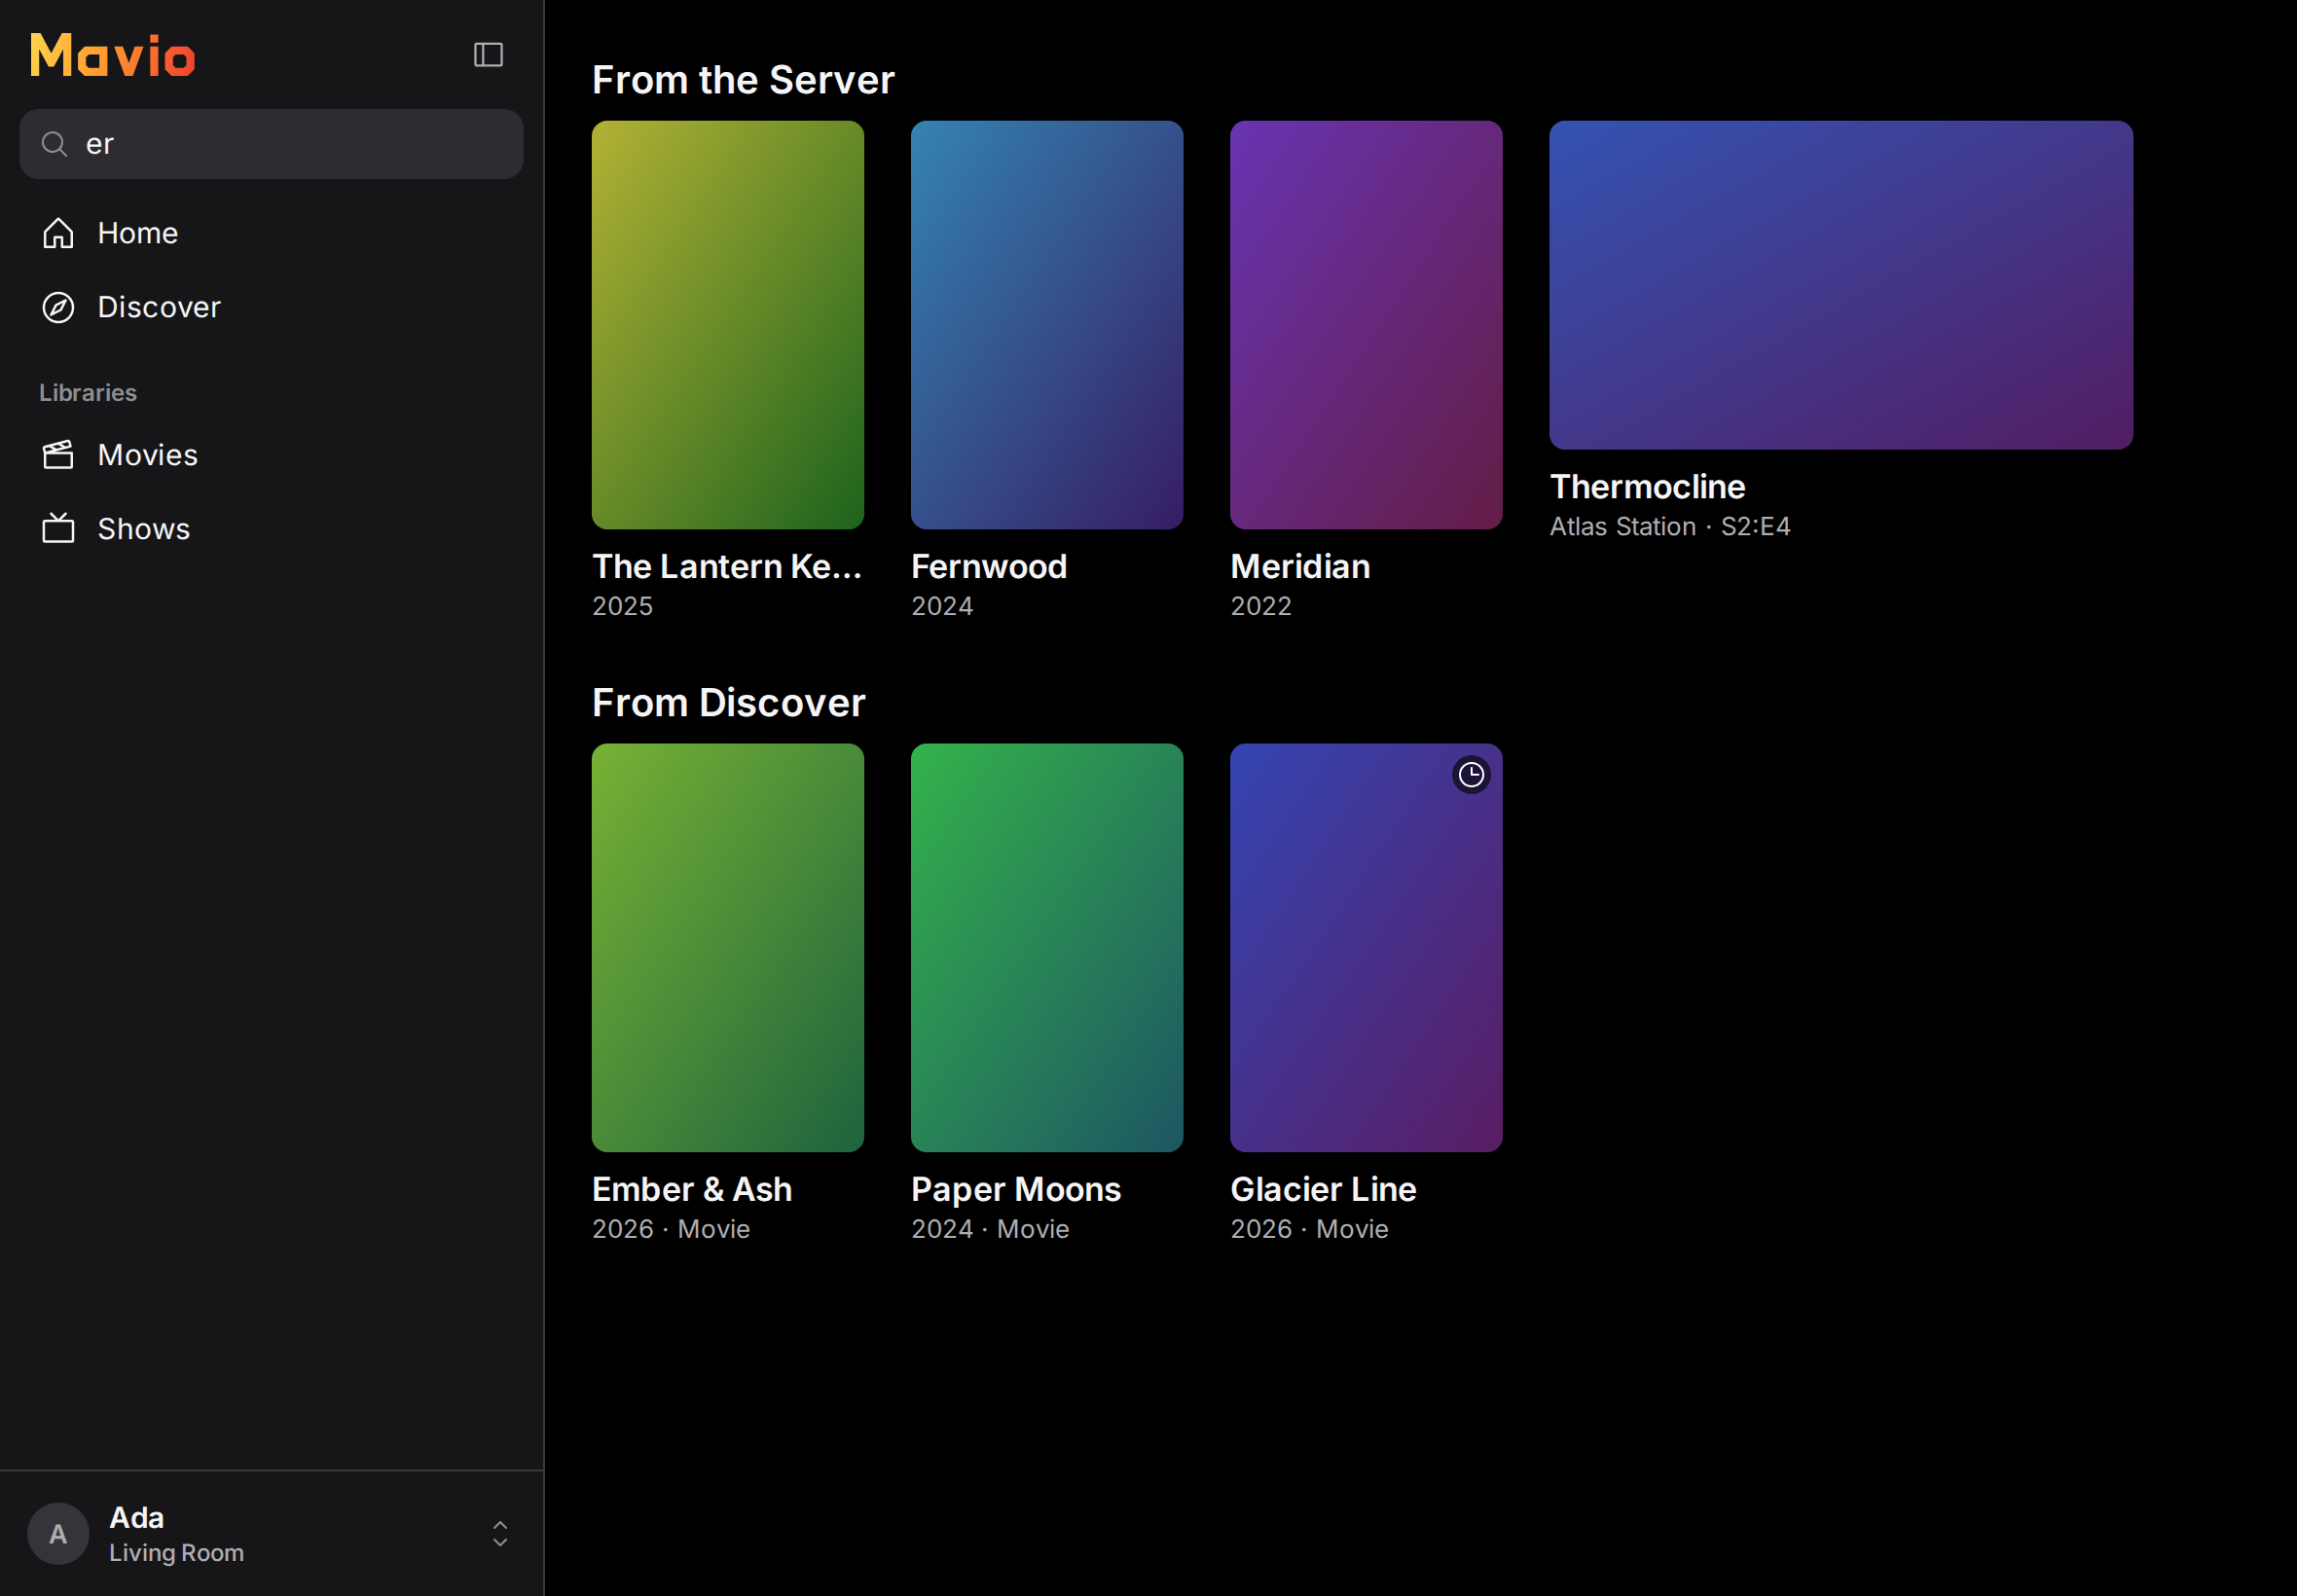 Mavio
er
Home
Discover
Libraries
Movies
Shows
Ada
A
Living Room
From the Server
The Lantern Ke...
2025
Fernwood
2024
Meridian
2022
Thermocline
Atlas Station · S2:E4
From Discover
Ember & Ash
2026 · Movie
Paper Moons
2024 · Movie
Glacier Line
2026 · Movie